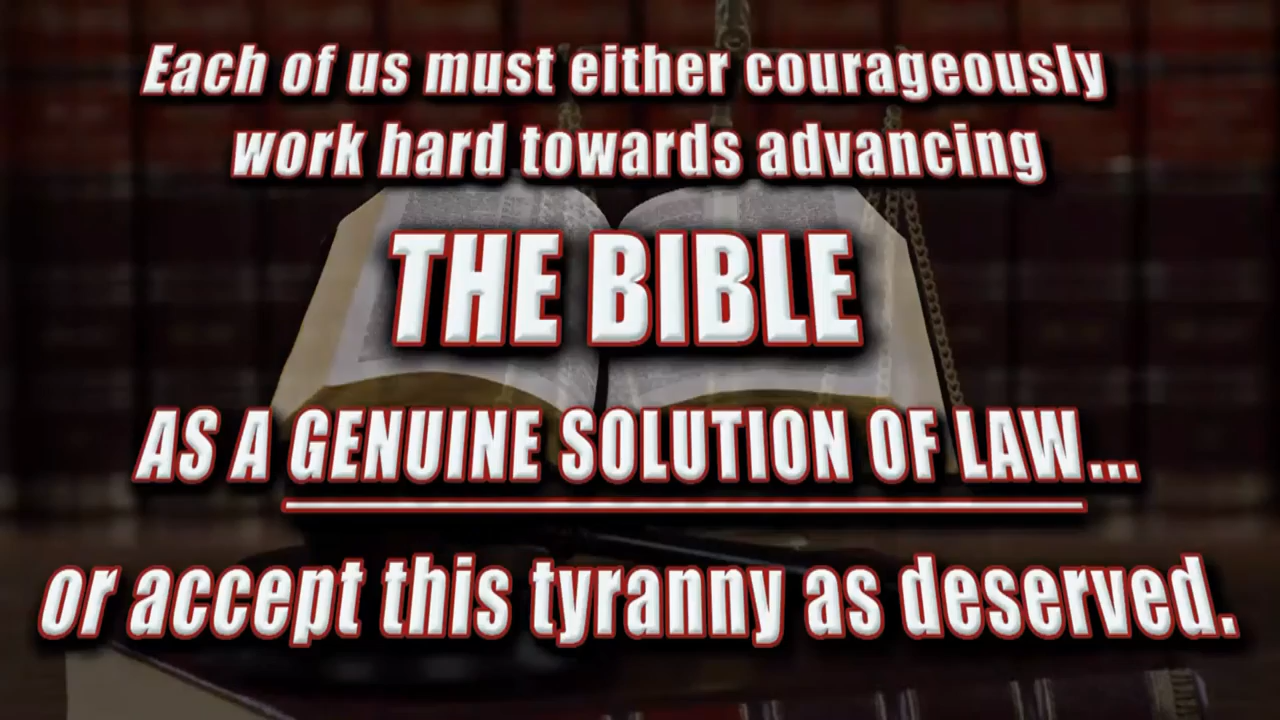 Each of us must either courageously
work hard towards advancing
THE BIBLE
AS A GENUINE SOLUTION OF LAW...
or accept this tyranny as deserved.